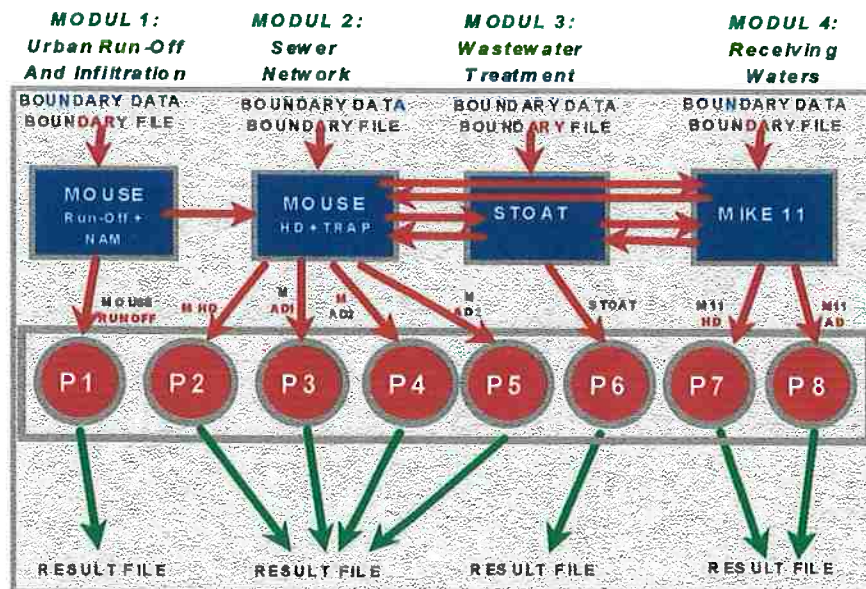 MODUL 1:
Urban Run-Off
And Infiltration
MODUL 2:
Sewer
Network
MODUL 3:
Wastewater
Treatment
MODUL 4:
Receiving
Waters
BOUNDARY DATA
BOUNDARY FILE
BOUNDARY DATA
BOUNDARY FILE
BOUNDARY DATA
BOUNDARY FILE
BOUNDARY DATA
BOUNDARY FILE
MOUSE
Run-Off +
NAM
MOUSE
HD + TRAP
STOAT
MIKE 11
MOUSE
RUNOFF
M HD
M
AD1
M
AD2
M
STOAT
M11
HD
M11
AD
P1
P2
P3
P4
P5
P6
P7
P8
RESULT FILE
RESULT FILE
RESULT FILE
RESULT FILE